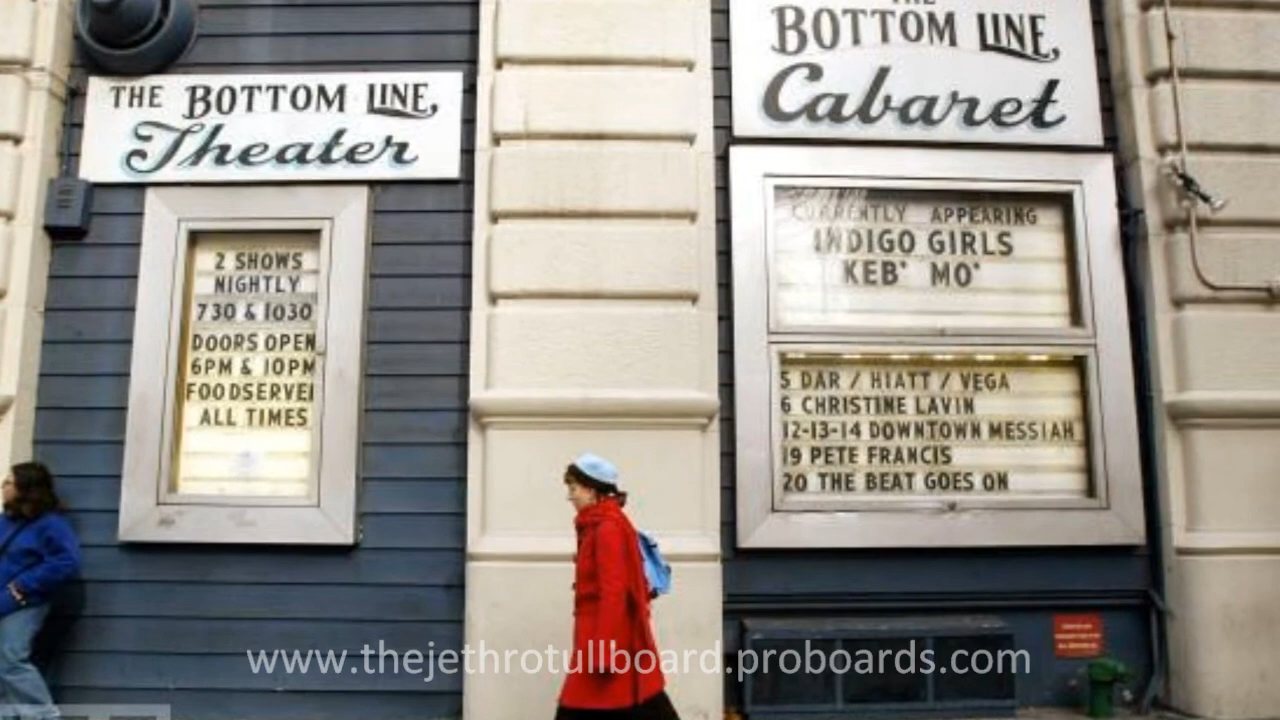 THE BOTTOM LINE,
Theater
2 SHOWS
NIGHTLY
730 & 1030
DOORS OPEN
6PM & 10PM
FOODSERVE
ALL TIMES
THE
BOTTOM LINE,
Cabaret
CURRENTLY APPEARING
INDIGO GIRLS
KEB' MO'
5 DAR / HIATT / VEGA
6 CHRISTINE LAVIN
12-13-14 DOWNTOWN MESSIAH
19 PETE FRANCIS
20 THE BEAT GOES ON
www.thejethrotullboard.proboards.com